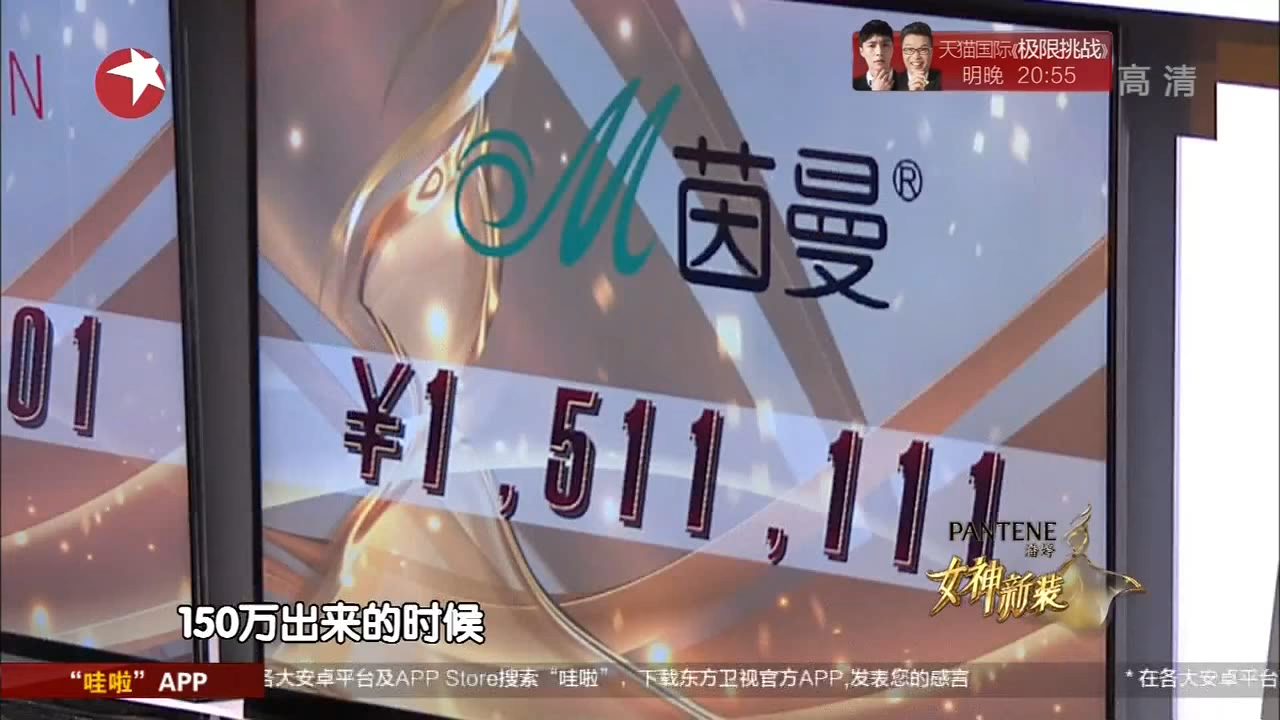 天猫国际《极限挑战》
明晚 20:55
高清
N
M茵曼®
01
¥1,511,111
PANTENE
潘婷
女神新装
150万出来的时候
“哇啦”APP
各大安卓平台及APP Store搜索“哇啦”，下载东方卫视官方APP,发表您的感言
*在各大安卓平台